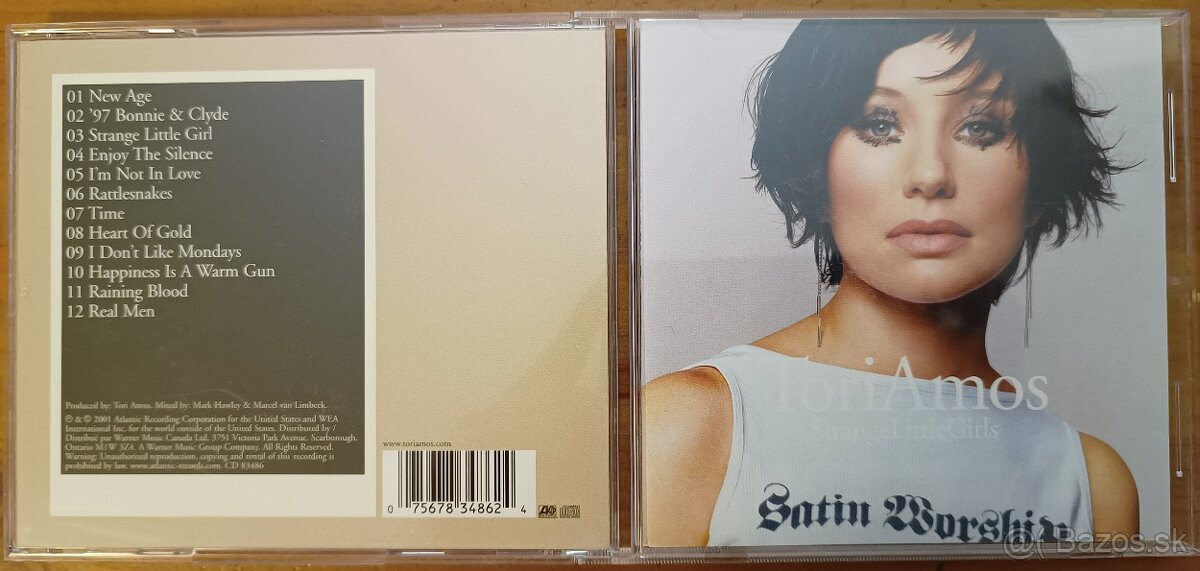 01 New Age
02 '97 Bonnie & Clyde
03 Strange Little Girl
04 Enjoy The Silence
05 I'm Not In Love
06 Rattlesnakes
07 Time
08 Heart Of Gold
09 I Don't Like Mondays
10 Happiness Is A Warm Gun
11 Raining Blood
12 Real Men
Produced by: Tori Amos. Mixed by: Mark Hawley & Marcel van Limbeek.
℗ & © 2001 Atlantic Recording Corporation for the United States and WEA
International Inc. for the world outside of the United States. Distributed by /
Distribué par Warner Music Canada Ltd, 3751 Victoria Park Avenue, Scarborough,
Ontario M1W 3Z4. A Warner Music Group Company. All Rights Reserved.
Warning: Unauthorized reproduction, copying and rental of this recording is
prohibited by law. www.atlantic-records.com. CD 83486
www.toriamos.com
0 75678 34862 4
Tori Amos
Satin Worship
@ Bazos.sk